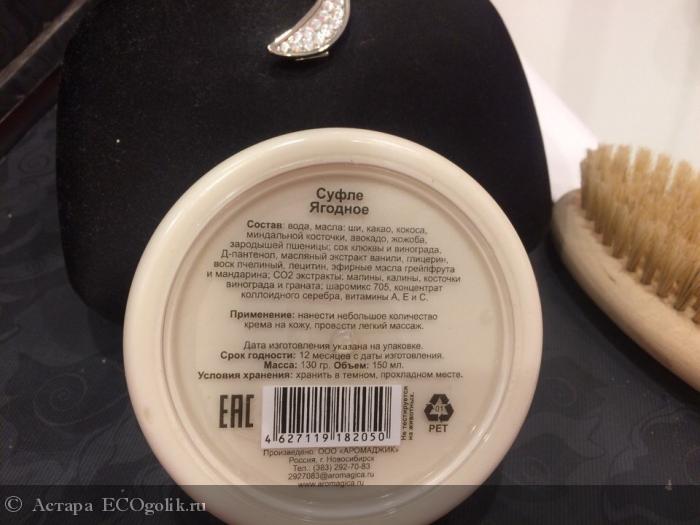 Суфле
Ягодное
Состав: вода, масла: ши, какао, кокоса,
миндальной косточки, авокадо, жожоба,
зародышей пшеницы; сок клюквы и винограда,
Д-пантенол, масляный экстракт ванили, глицерин,
воск пчелиный, лецитин, эфирные масла грейпфрута
и мандарина; СО2 экстракты: малины, калины, косточки
винограда и граната; шаромикс 705, концентрат
коллоидного серебра, витамины А, Е и С.
Применение: нанести небольшое количество
крема на кожу, провести легкий массаж.
Дата изготовления указана на упаковке.
Срок годности: 12 месяцев с даты изготовления.
Масса: 130 гр. Объем: 150 мл.
Условия хранения: хранить в темном, прохладном месте.
EAC
4 627119 182050
Не тестируется
на животных.
01
PET
Произведено: ООО «АРОМАДЖИК»
Россия, г. Новосибирск
Тел.: (383) 292-70-83
2927083@aromagica.ru
www.aromagica.ru
© Астара ECOgolik.ru